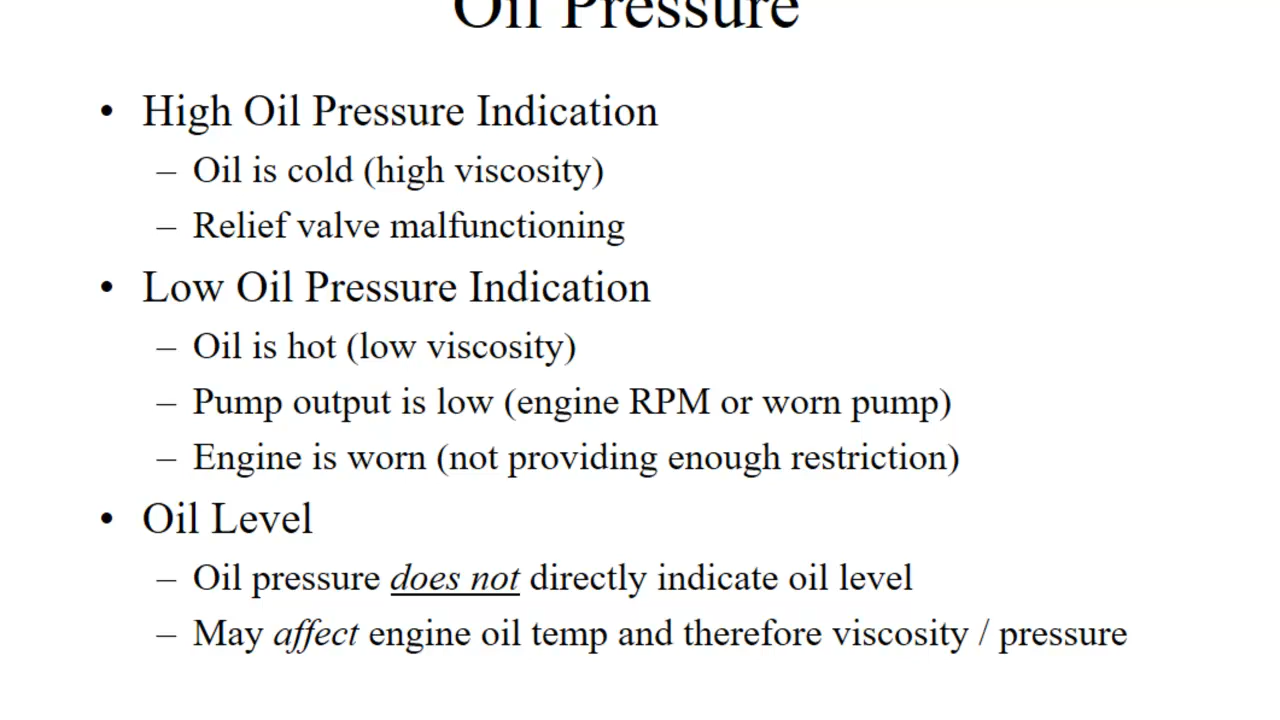 Oil Pressure
• High Oil Pressure Indication
– Oil is cold (high viscosity)
– Relief valve malfunctioning
• Low Oil Pressure Indication
– Oil is hot (low viscosity)
– Pump output is low (engine RPM or worn pump)
– Engine is worn (not providing enough restriction)
• Oil Level
– Oil pressure does not directly indicate oil level
– May affect engine oil temp and therefore viscosity / pressure